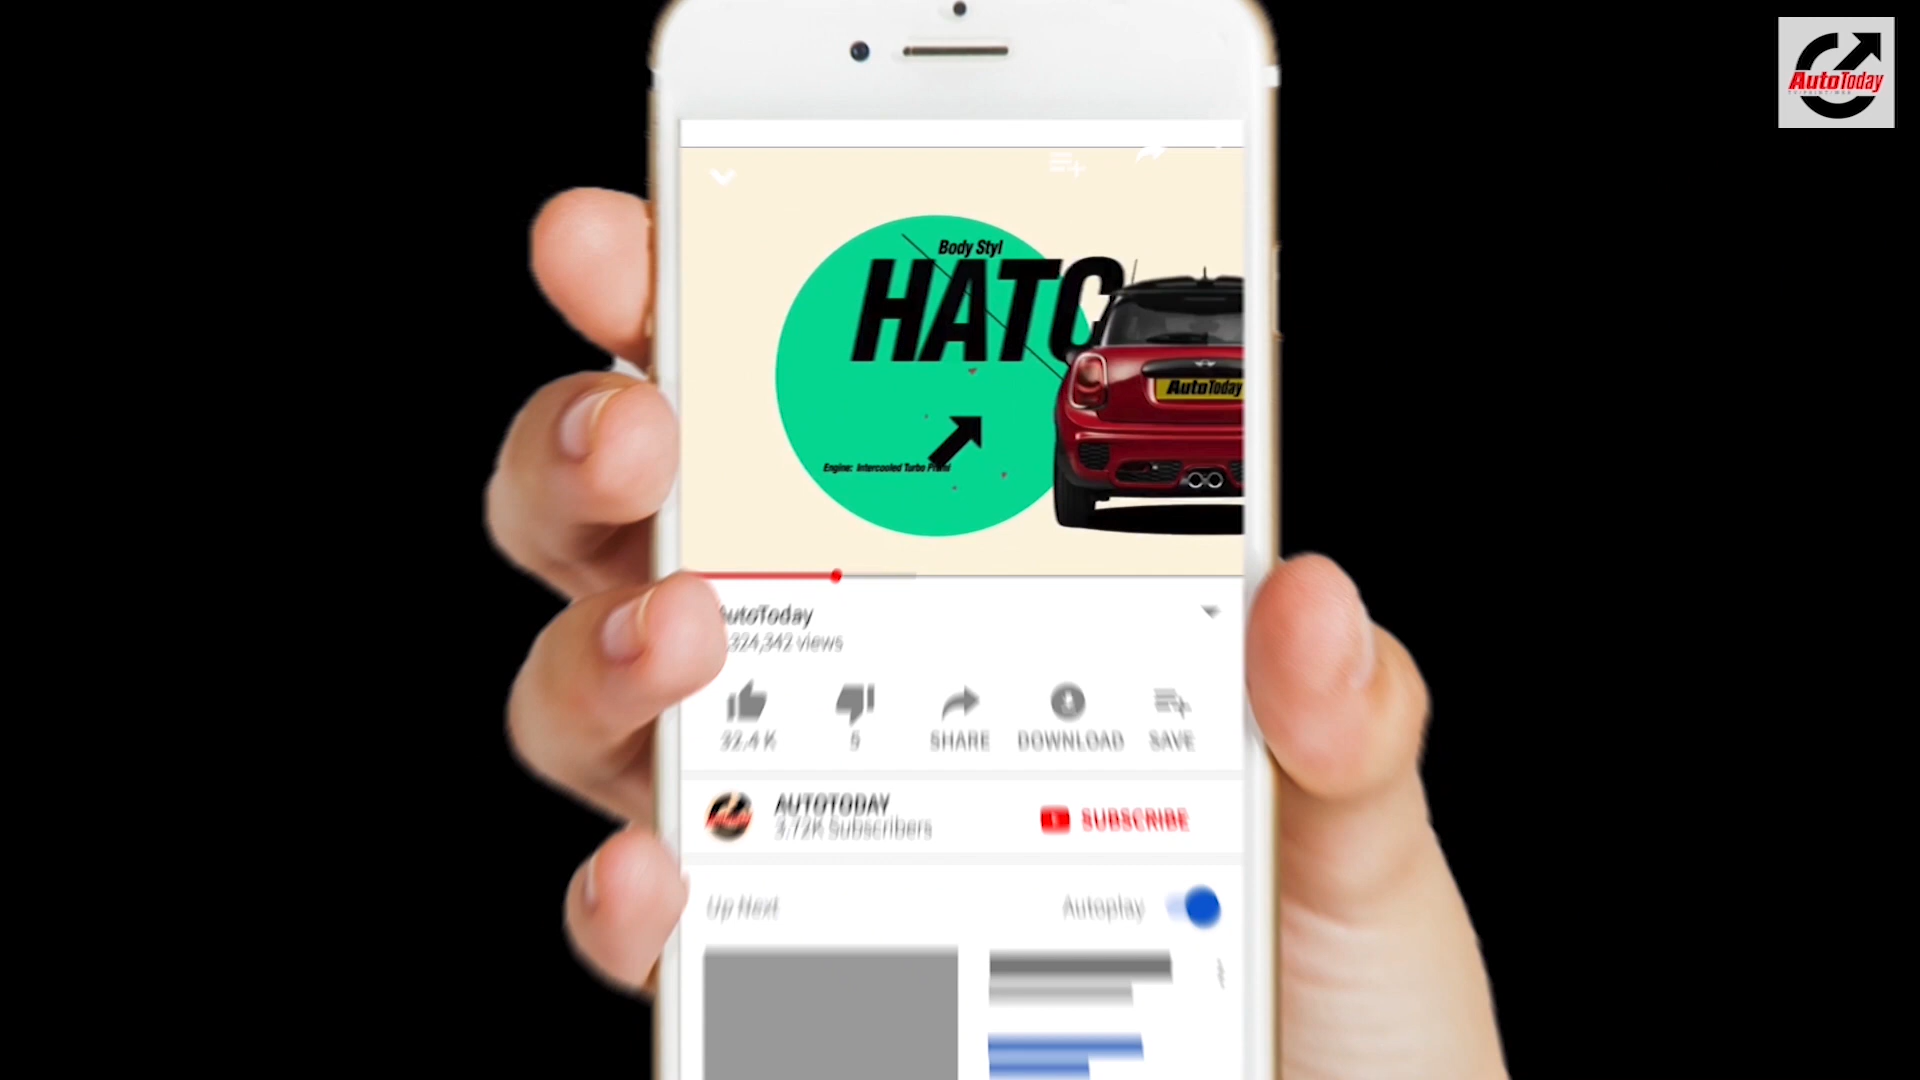 AutoToday
Body Styl
HATC
AutoToday
Engine: Intercooled Turbo
AutoToday
324,342 views
32.4 K
5
SHARE
DOWNLOAD
SAVE
AUTOTODAY
3.72K Subscribers
SUBSCRIBE
Up Next
Autoplay